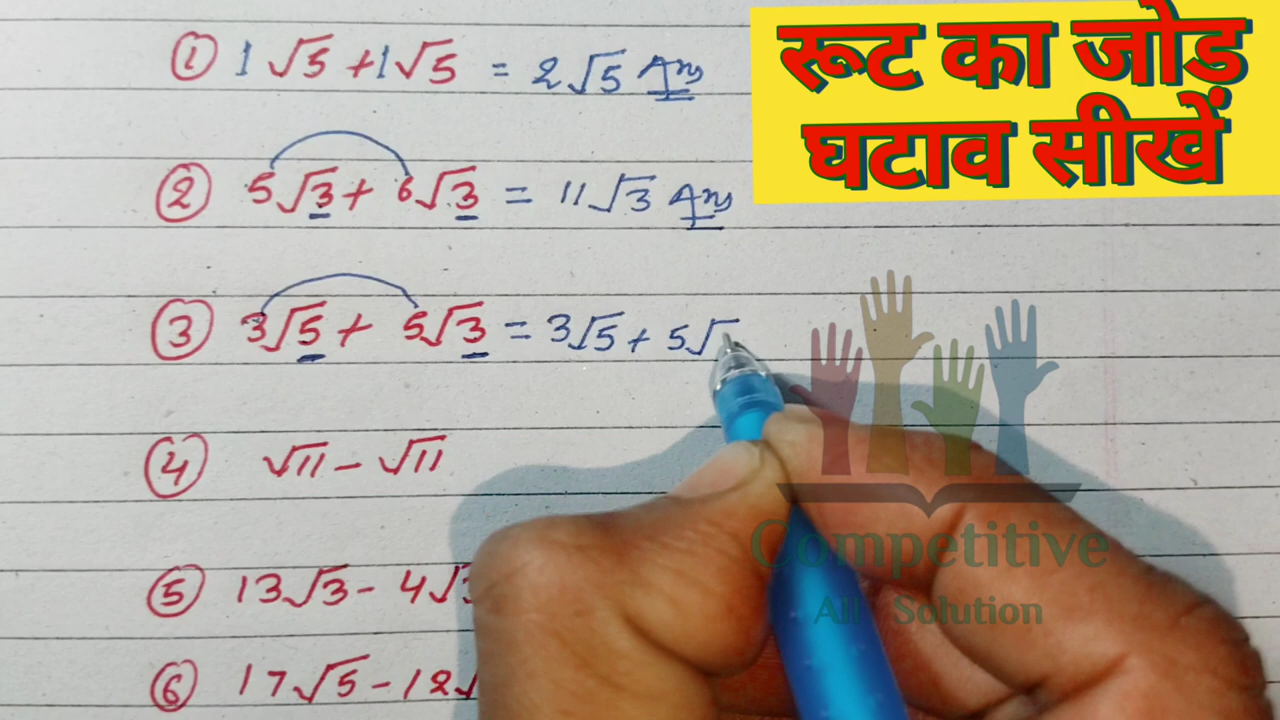 रूट का जोड़
घटाव सीखें
① 1√5 + 1√5 = 2√5 Ans
② 5√3 + 6√3 = 11√3 Ans
③ 3√5 + 5√3 = 3√5 + 5√
④ √11 - √11
⑤ 13√3 - 4√3
⑥ 17√5 - 12√
Competitive
All Solution